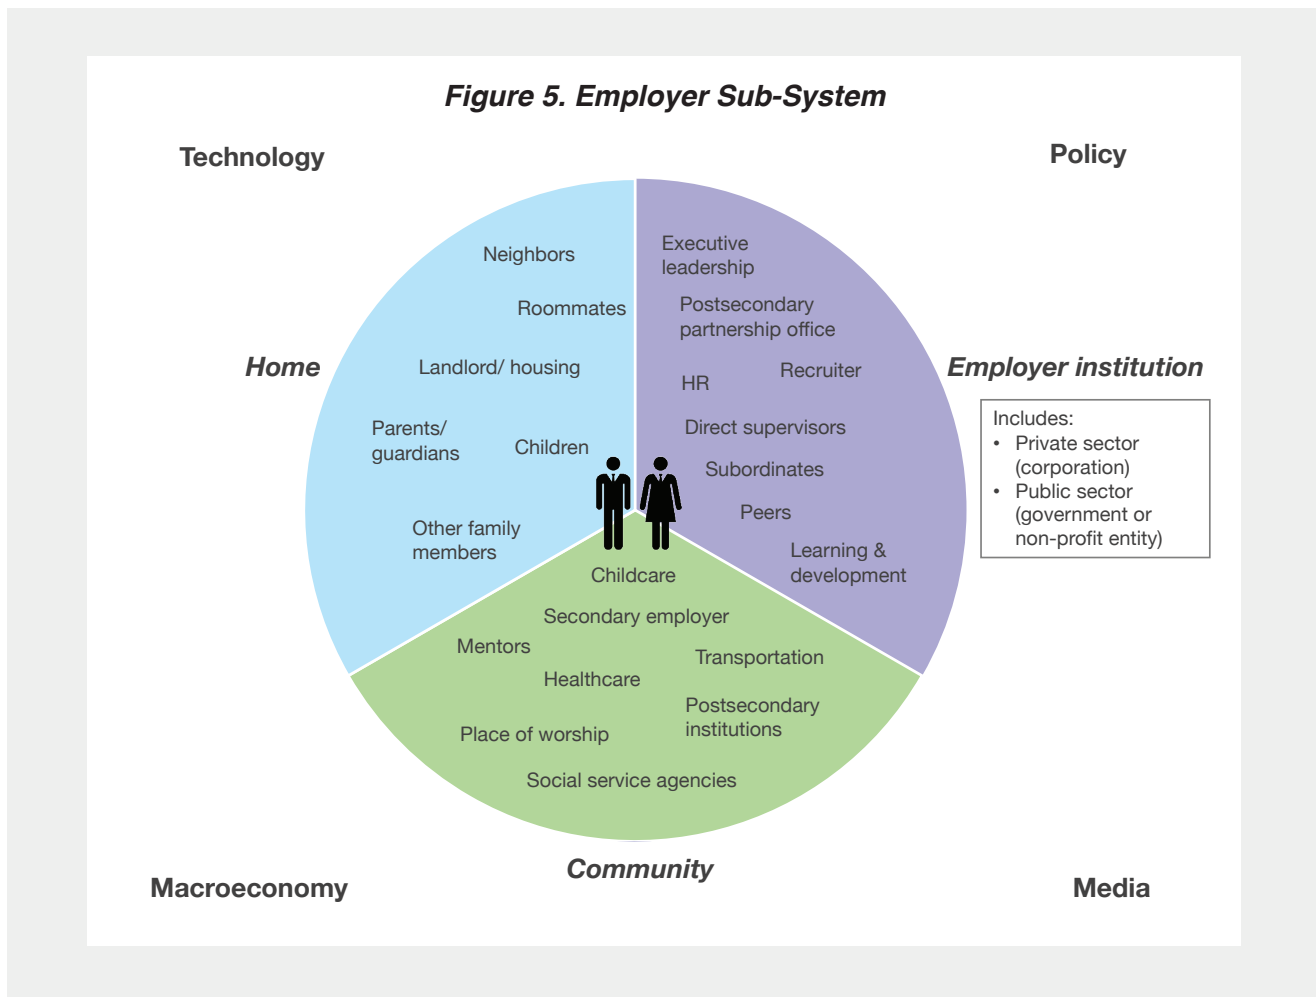 Figure 5. Employer Sub-System
Technology
Policy
Neighbors
Roommates
Home
Landlord/ housing
Parents/
guardians
Children
Other family
members
Executive
leadership
Postsecondary
partnership office
Recruiter
HR
Direct supervisors
Subordinates
Peers
Learning &
development
Employer institution
Includes:
• Private sector
(corporation)
• Public sector
(government or
non-profit entity)
Childcare
Secondary employer
Mentors
Transportation
Healthcare
Postsecondary
institutions
Place of worship
Social service agencies
Community
Macroeconomy
Media